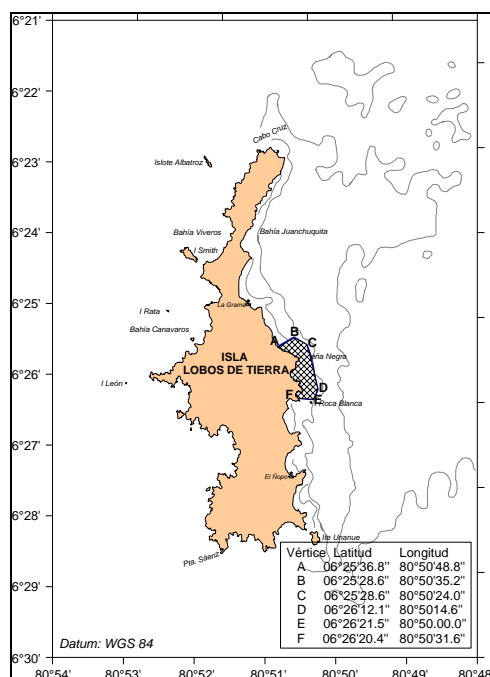 6°21'
6°22'
Cabo Cruz
6°23'
Islote Albatroz
6°24'
Bahía Viveros
Bahía Juanchuquita
I Smith
6°25'
La Grama
I Rata
Bahía Canavaros
A
B
C
ISLA
LOBOS DE TIERRA
eña Negra
6°26'
I León
F
D
E
Roca Blanca
6°27'
El Ñopo
6°28'
Ite Unanue
Pta. Sáenz
6°29'
Vértice Latitud Longitud
A 06°25'36.8" 80°50'48.8"
B 06°25'28.6" 80°50'35.2"
C 06°25'28.6" 80°50'24.0"
D 06°26'12.1" 80°5014.6"
E 06°26'21.5" 80°50.00.0"
F 06°26'20.4" 80°50'31.6"
Datum: WGS 84
6°30'
80°54' 80°53' 80°52' 80°51' 80°50' 80°49' 80°48'